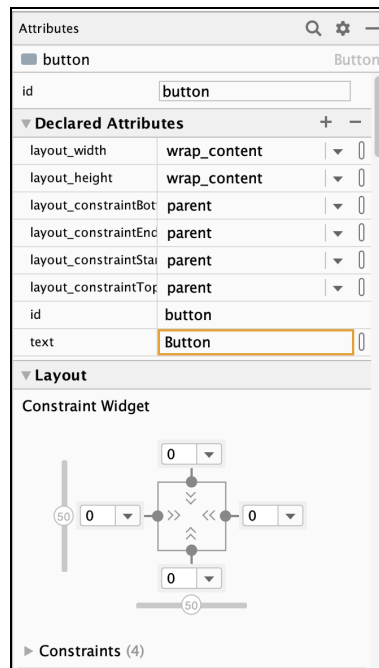 Attributes
button Button
id button
Declared Attributes
layout_width wrap_content
layout_height wrap_content
layout_constraintBot parent
layout_constraintEnd parent
layout_constraintStar parent
layout_constraintTop parent
id button
text Button
Layout
Constraint Widget
0
50 0 0
0
50
Constraints (4)